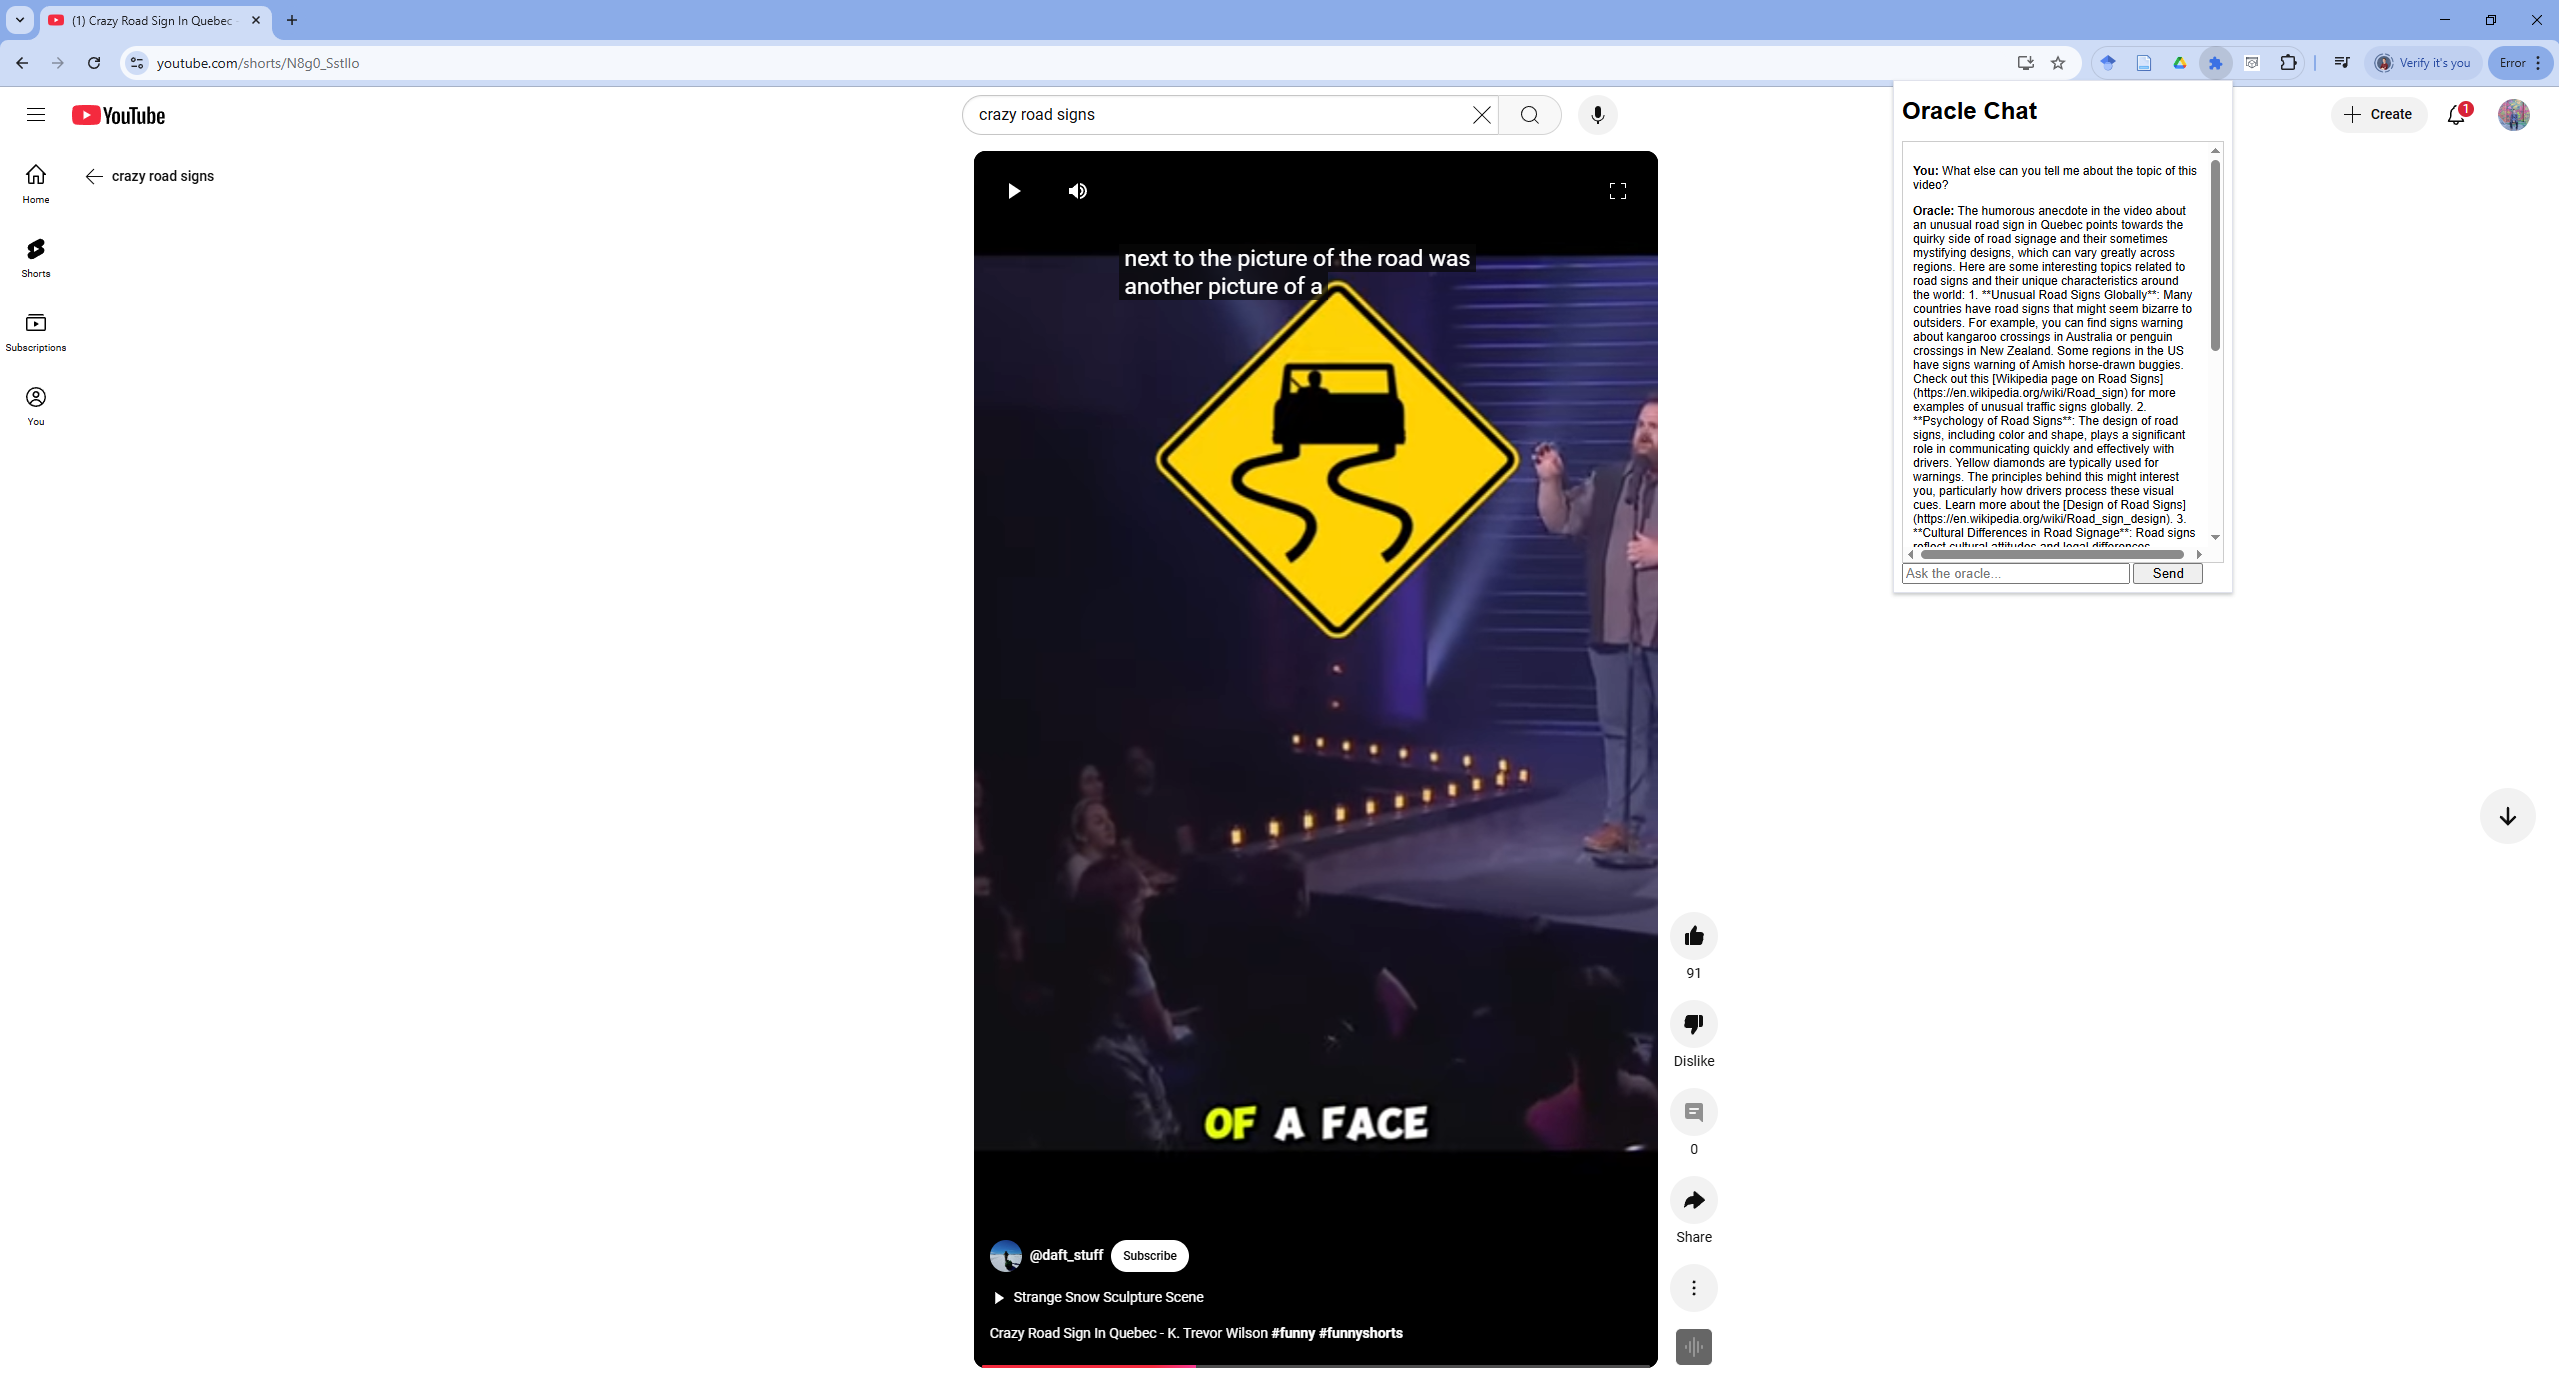 (1) Crazy Road Sign In Quebec
youtube.com/shorts/N8g0_SstlIo
Verify it's you
Error
YouTube
crazy road signs
Create
1
Home
Shorts
Subscriptions
You
crazy road signs
next to the picture of the road was
another picture of a
OF A FACE
@daft_stuff
Subscribe
Strange Snow Sculpture Scene
Crazy Road Sign In Quebec - K. Trevor Wilson #funny #funnyshorts
91
Dislike
0
Share
Oracle Chat
You: What else can you tell me about the topic of this
video?
Oracle: The humorous anecdote in the video about
an unusual road sign in Quebec points towards the
quirky side of road signage and their sometimes
mystifying designs, which can vary greatly across
regions. Here are some interesting topics related to
road signs and their unique characteristics around
the world: 1. **Unusual Road Signs Globally**: Many
countries have road signs that might seem bizarre to
outsiders. For example, you can find signs warning
about kangaroo crossings in Australia or penguin
crossings in New Zealand. Some regions in the US
have signs warning of Amish horse-drawn buggies.
Check out this [Wikipedia page on Road Signs]
(https://en.wikipedia.org/wiki/Road_sign) for more
examples of unusual traffic signs globally. 2.
**Psychology of Road Signs**: The design of road
signs, including color and shape, plays a significant
role in communicating quickly and effectively with
drivers. Yellow diamonds are typically used for
warnings. The principles behind this might interest
you, particularly how drivers process these visual
cues. Learn more about the [Design of Road Signs]
(https://en.wikipedia.org/wiki/Road_sign_design). 3.
**Cultural Differences in Road Signage**: Road signs
reflect cultural attitudes and legal differences
Ask the oracle...
Send